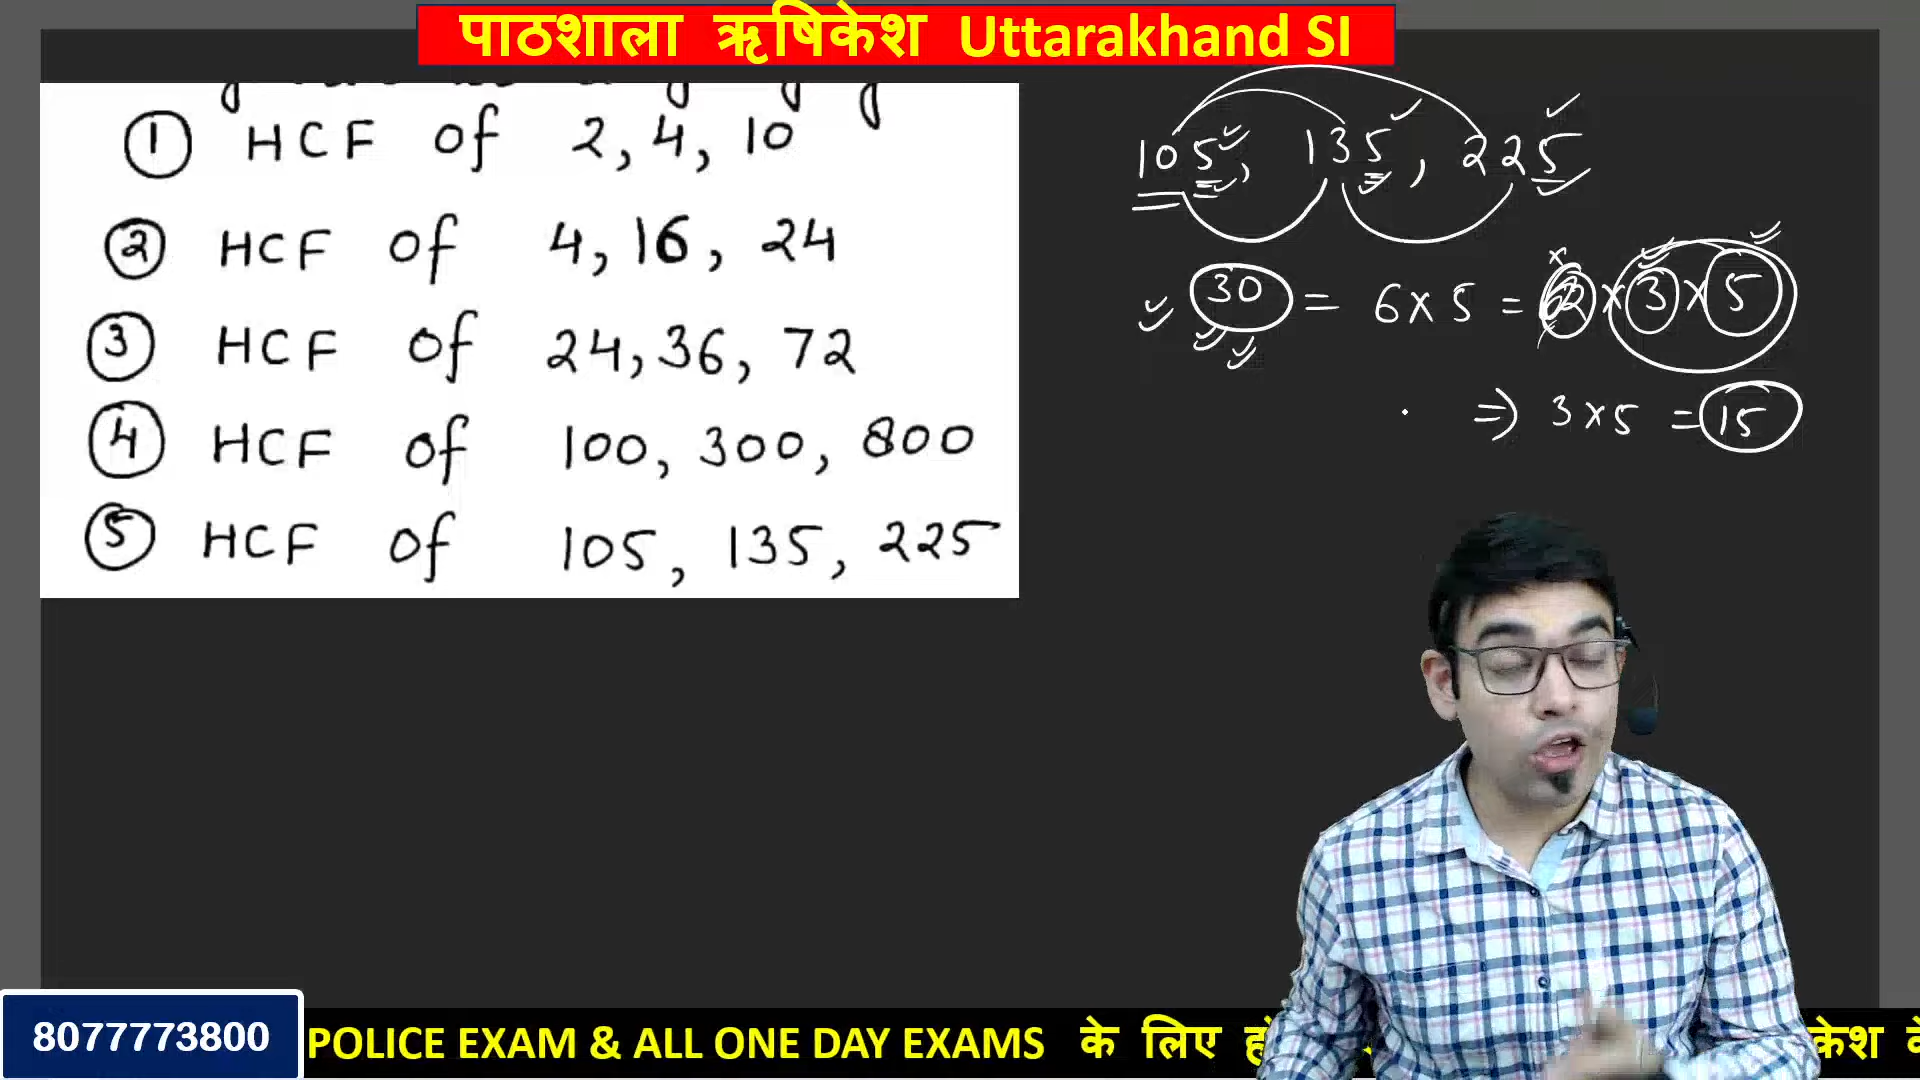 पाठशाला ऋषिकेश Uttarakhand SI
① HCF of 2, 4, 10
② HCF of 4, 16, 24
③ HCF of 24, 36, 72
④ HCF of 100, 300, 800
⑤ HCF of 105, 135, 225
105, 135, 225
30 = 6 × 5 = 2 × 3 × 5
⇒ 3 × 5 = 15
8077773800
POLICE EXAM & ALL ONE DAY EXAMS के लिए